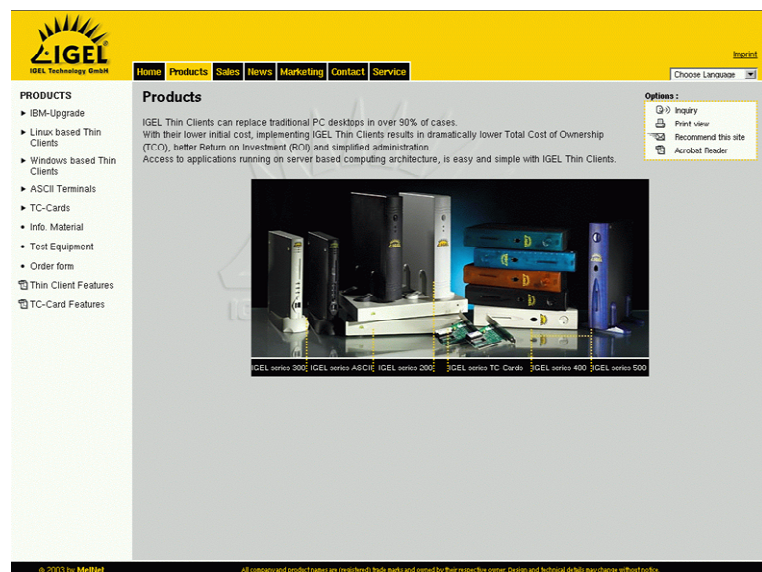 IGEL
IGEL Technology GmbH
Imprint
Home Products Sales News Marketing Contact Service
Choose Language
PRODUCTS
IBM-Upgrade
Linux based Thin
Clients
Windows based Thin
Clients
ASCII Terminals
TC-Cards
Info. Material
Test Equipment
Order form
Thin Client Features
TC-Card Features
Products
IGEL Thin Clients can replace traditional PC desktops in over 90% of cases.
With their lower initial cost, implementing IGEL Thin Clients results in dramatically lower Total Cost of Ownership
(TCO), better Return on Investment (ROI) and simplified administration.
Access to applications running on server based computing architecture, is easy and simple with IGEL Thin Clients.
Options :
Inquiry
Print view
Recommend this site
Acrobat Reader
IGEL series 300 IGEL series ASCII IGEL series 200 IGEL series TC Cards IGEL series 400 IGEL series 500
© 2003 by MelNet
All company and product names are (registered) trade marks and owned by their respective owner. Design and technical details may change without notice.